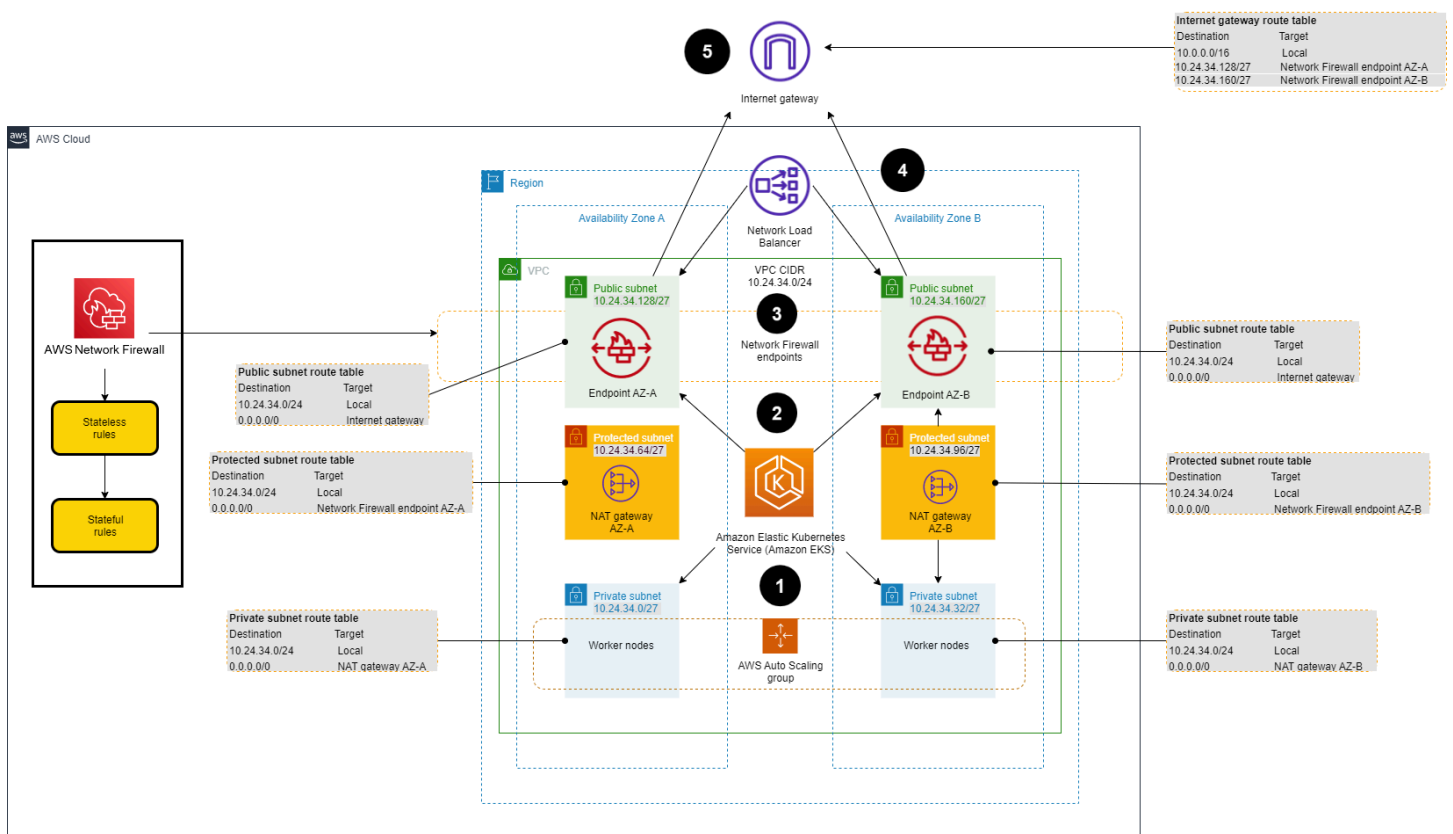 Internet gateway route table
Destination Target
10.0.0.0/16 Local
10.24.34.128/27 Network Firewall endpoint AZ-A
10.24.34.160/27 Network Firewall endpoint AZ-B
5
Internet gateway
aws
AWS Cloud
Region
4
Availability Zone A
Availability Zone B
Network Load
Balancer
VPC
VPC CIDR
10.24.34.0/24
Public subnet
10.24.34.128/27
Public subnet
10.24.34.160/27
3
Network Firewall
endpoints
Endpoint AZ-A
Endpoint AZ-B
AWS Network Firewall
Stateless
rules
Stateful
rules
Public subnet route table
Destination Target
10.24.34.0/24 Local
0.0.0.0/0 Internet gateway
Public subnet route table
Destination Target
10.24.34.0/24 Local
0.0.0.0/0 Internet gateway
2
Protected subnet
10.24.34.64/27
NAT gateway
AZ-A
K
Protected subnet
10.24.34.96/27
NAT gateway
AZ-B
Protected subnet route table
Destination Target
10.24.34.0/24 Local
0.0.0.0/0 Network Firewall endpoint AZ-A
Protected subnet route table
Destination Target
10.24.34.0/24 Local
0.0.0.0/0 Network Firewall endpoint AZ-B
Amazon Elastic Kubernetes
Service (Amazon EKS)
1
Private subnet
10.24.34.0/27
Worker nodes
Private subnet
10.24.34.32/27
Worker nodes
AWS Auto Scaling
group
Private subnet route table
Destination Target
10.24.34.0/24 Local
0.0.0.0/0 NAT gateway AZ-A
Private subnet route table
Destination Target
10.24.34.0/24 Local
0.0.0.0/0 NAT gateway AZ-B